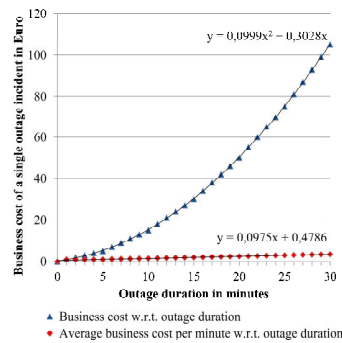 120
100
80
60
40
20
0
Business cost of a single outage incident in Euro
y = 0,0999x² + 0,3028x
y = 0,0975x + 0,4786
0 5 10 15 20 25 30
Outage duration in minutes
Business cost w.r.t. outage duration
Average business cost per minute w.r.t. outage duration